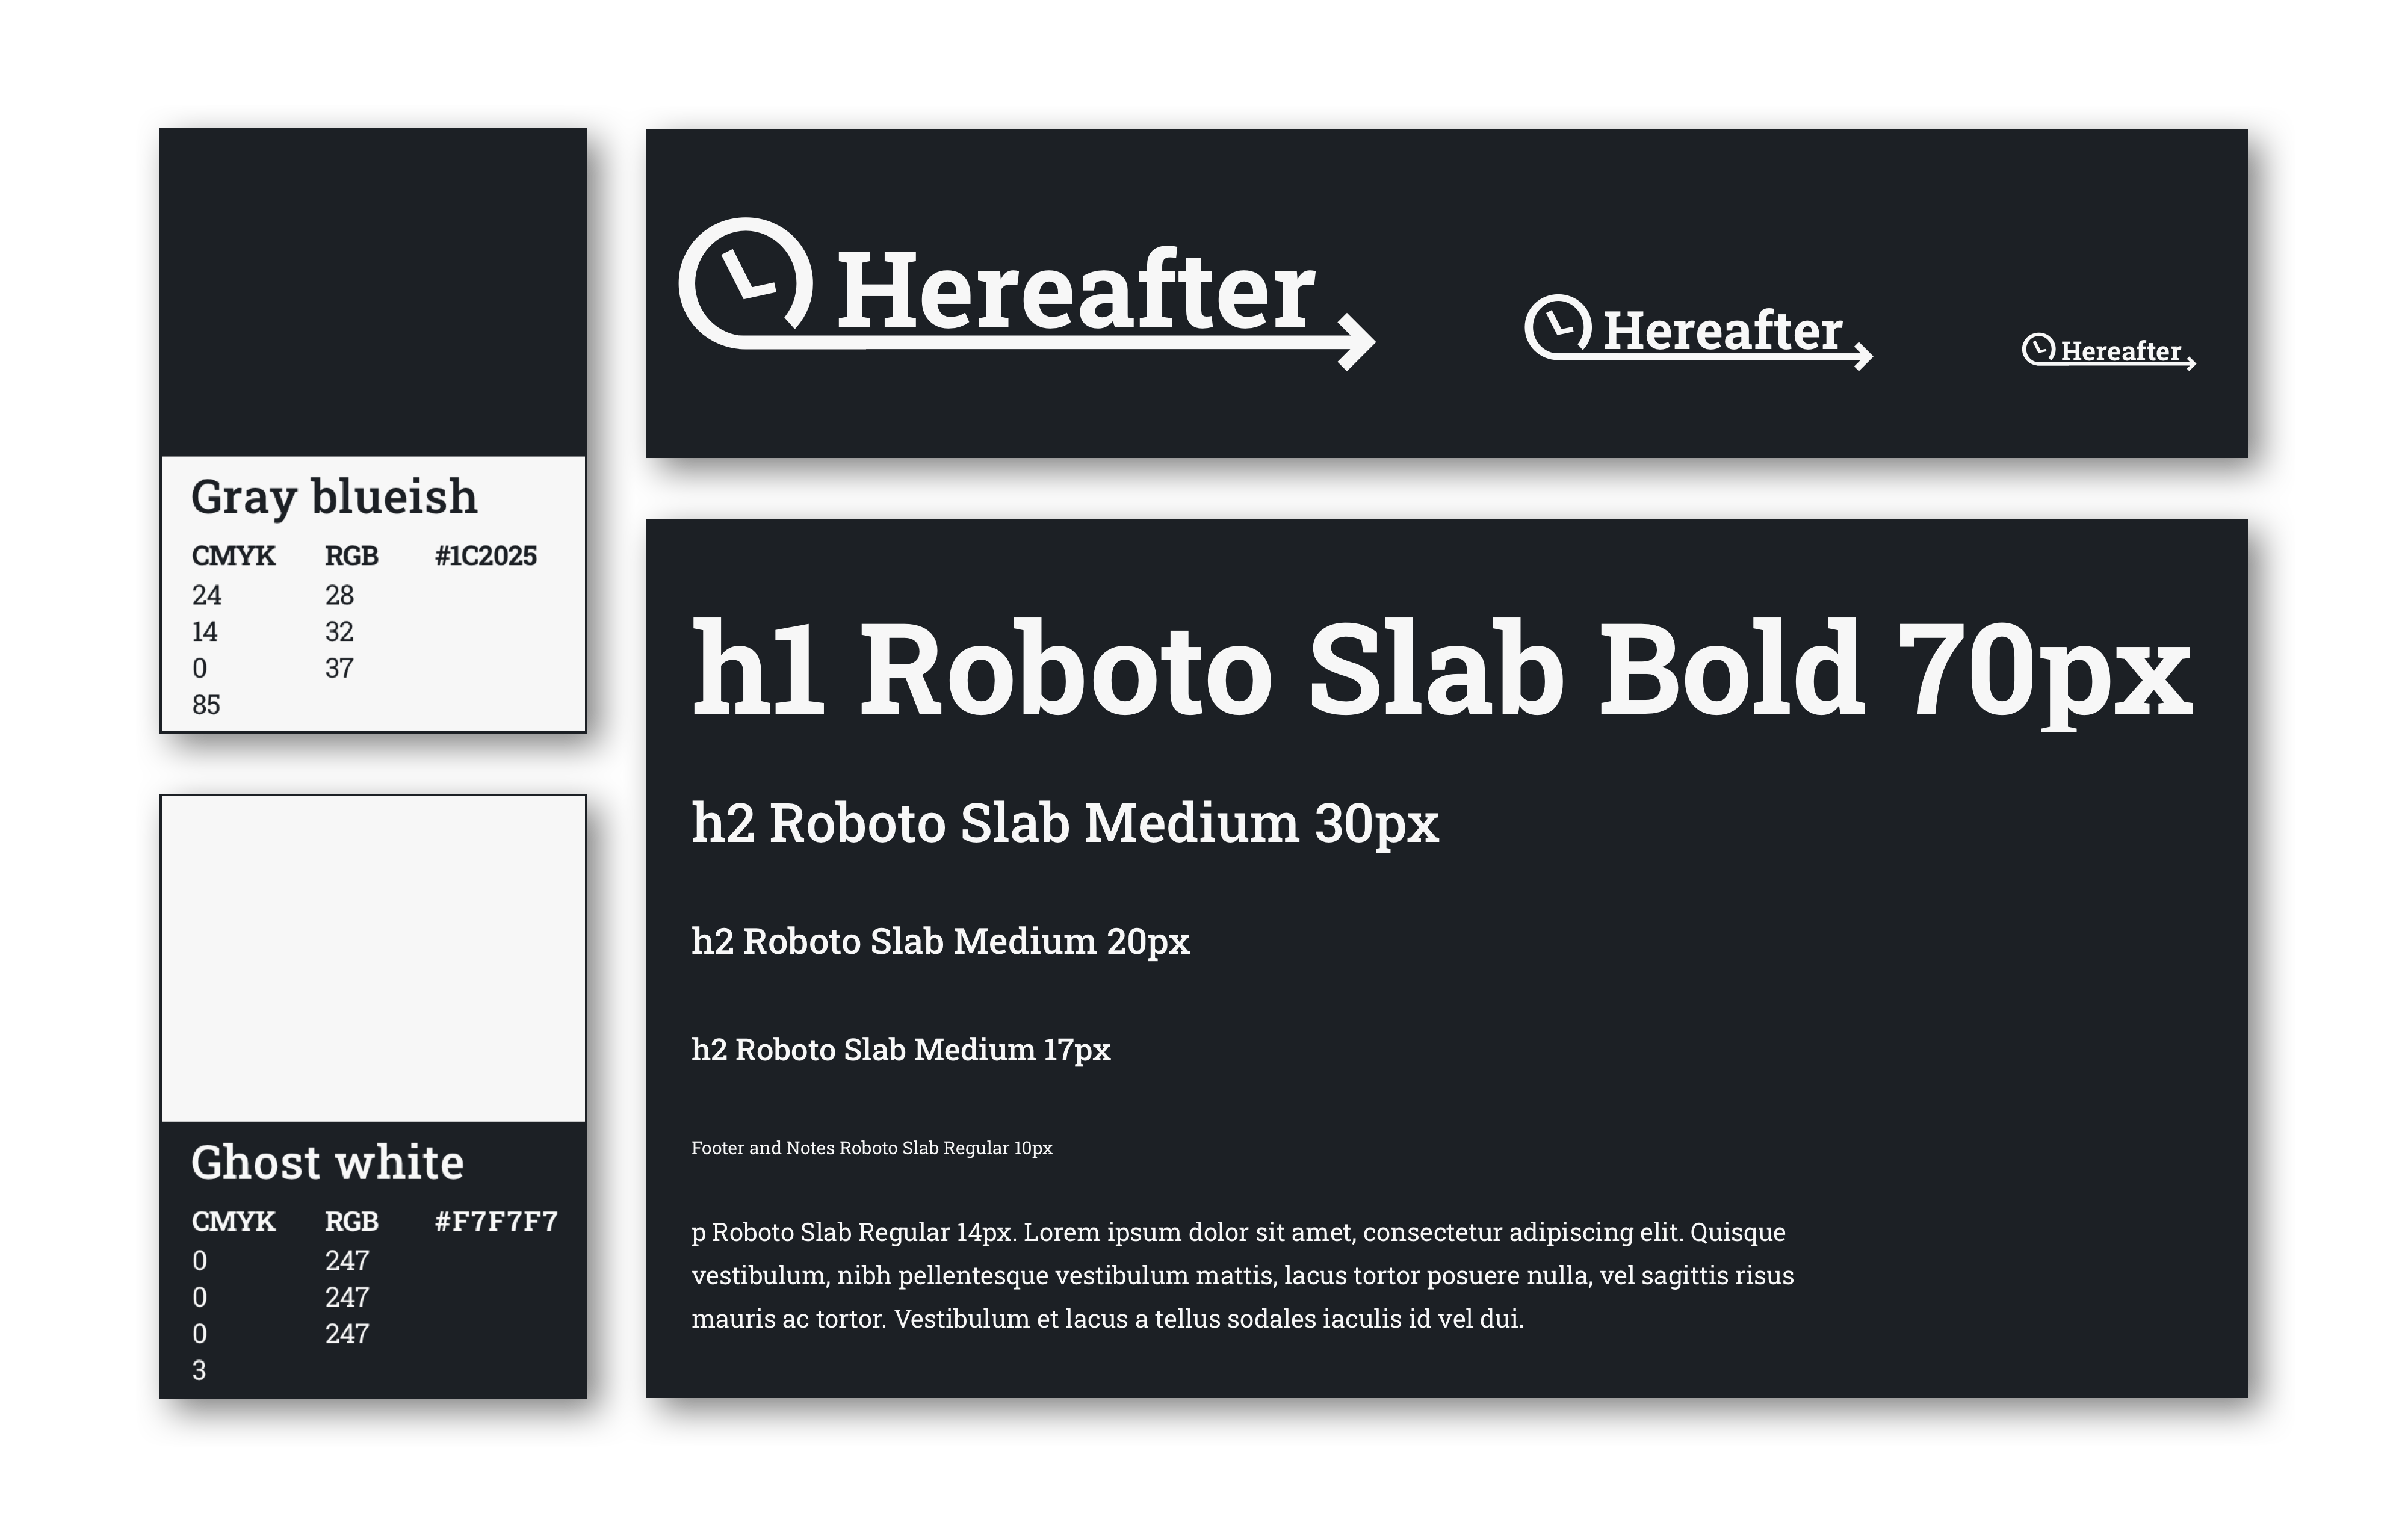 Gray blueish
CMYK RGB #1C2025
24 28
14 32
0 37
85
Ghost white
CMYK RGB #F7F7F7
0 247
0 247
0 247
3
Hereafter Hereafter Hereafter
h1 Roboto Slab Bold 70px
h2 Roboto Slab Medium 30px
h2 Roboto Slab Medium 20px
h2 Roboto Slab Medium 17px
Footer and Notes Roboto Slab Regular 10px
p Roboto Slab Regular 14px. Lorem ipsum dolor sit amet, consectetur adipiscing elit. Quisque
vestibulum, nibh pellentesque vestibulum mattis, lacus tortor posuere nulla, vel sagittis risus
mauris ac tortor. Vestibulum et lacus a tellus sodales iaculis id vel dui.